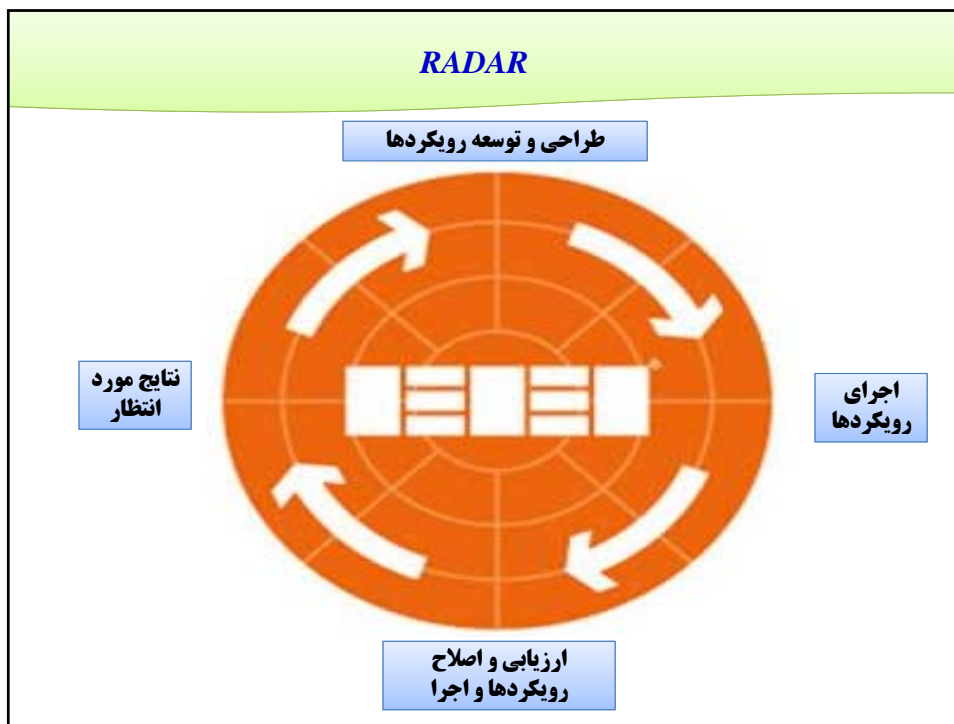 RADAR
طراحی و توسعه رویکردها
نتایج مورد
انتظار
اجرای
رویکردها
ارزیابی و اصلاح
رویکردها و اجرا